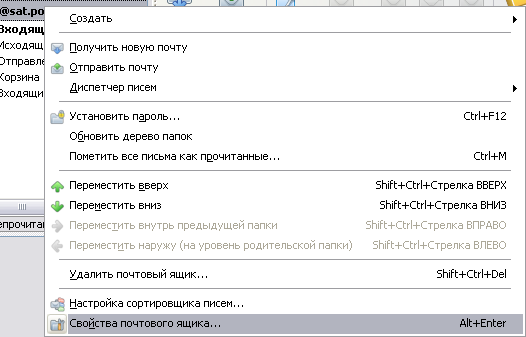 @sat.po
Создать
Входящи
Исходящи
Получить новую почту
Отправле
Отправить почту
Корзина
Диспетчер писем
Входящи
Установить пароль... Ctrl+F12
Обновить дерево папок
Пометить все письма как прочитанные... Ctrl+M
Переместить вверх Shift+Ctrl+Стрелка ВВЕРХ
Переместить вниз Shift+Ctrl+Стрелка ВНИЗ
епрочитан
Переместить внутрь предыдущей папки Shift+Ctrl+Стрелка ВПРАВО
Переместить наружу (на уровень родительской папки) Shift+Ctrl+Стрелка ВЛЕВО
Удалить почтовый ящик... Shift+Ctrl+Del
Настройка сортировщика писем...
Свойства почтового ящика... Alt+Enter